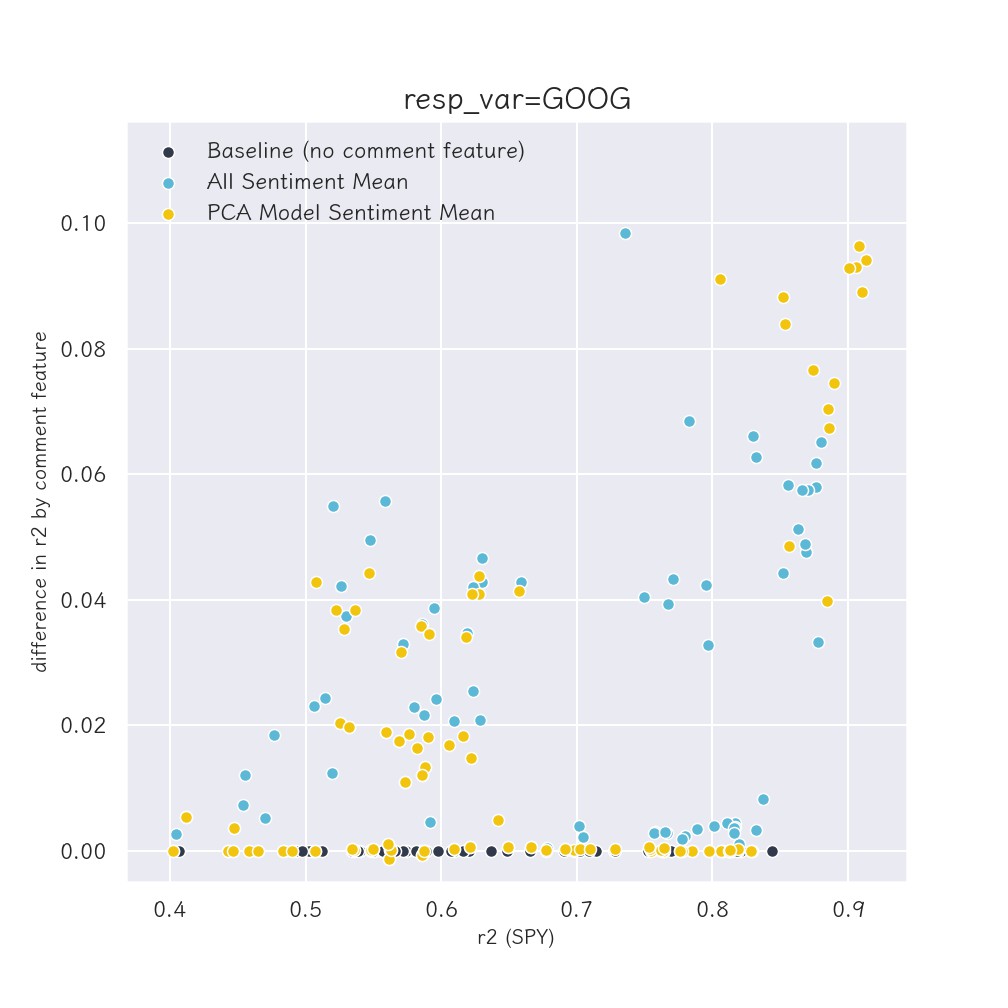 resp_var=GOOG
Baseline (no comment feature)
All Sentiment Mean
PCA Model Sentiment Mean
difference in r2 by comment feature
0.10
0.08
0.06
0.04
0.02
0.00
0.4 0.5 0.6 0.7 0.8 0.9
r2 (SPY)